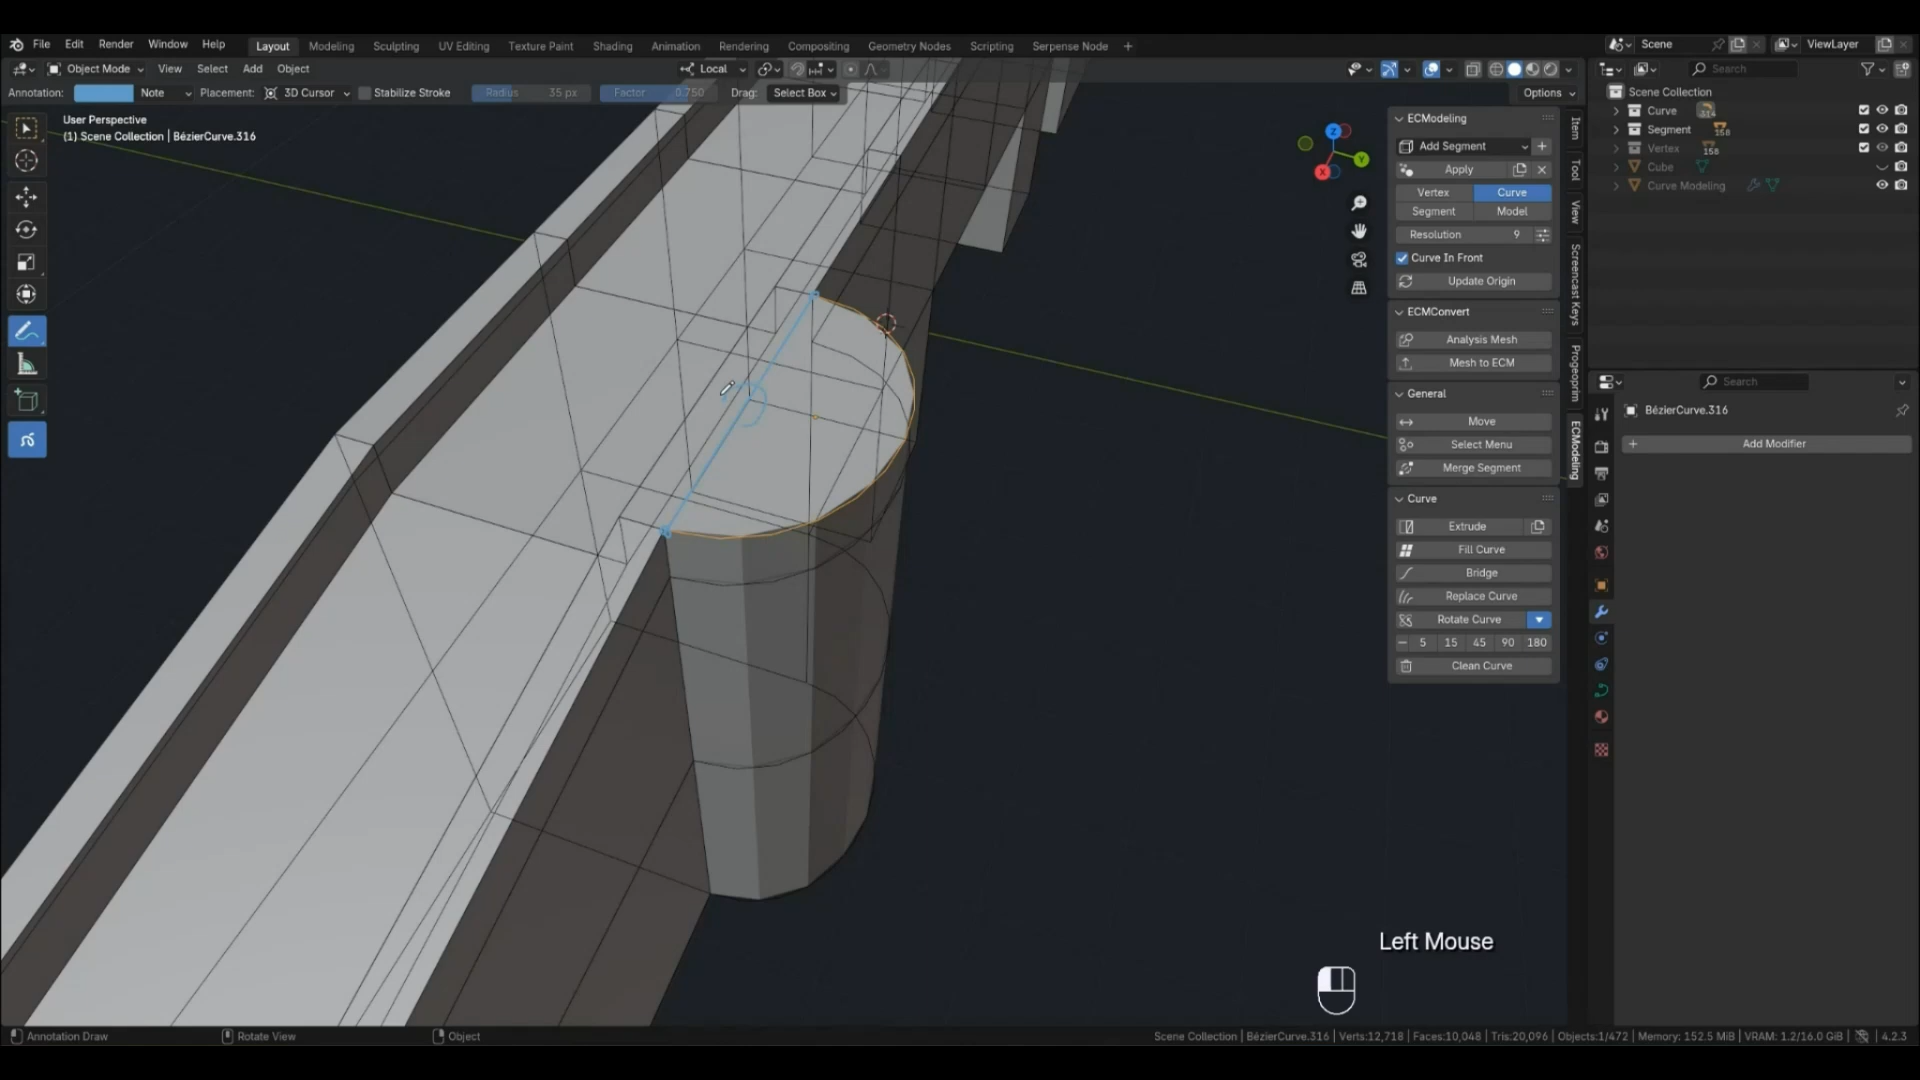 File Edit Render Window Help Layout Modeling Sculpting UV Editing Texture Paint Shading Animation Rendering Compositing Geometry Nodes Scripting Serpense Node + Scene ViewLayer
Object Mode View Select Add Object Local Search
Annotation: Note Placement: 3D Cursor Stabilize Stroke Radius 35 px Factor 0.750 Drag: Select Box Options
User Perspective
(1) Scene Collection | BézierCurve.316
Scene Collection
Curve 314
Segment 158
Vertex 158
Cube
Curve Modeling
Z
Y
X
ECModeling
Add Segment
Apply
Vertex Curve
Segment Model
Resolution 9
Curve In Front
Update Origin
ECMConvert
Analysis Mesh
Mesh to ECM
General
Move
Select Menu
Merge Segment
Curve
Extrude
Fill Curve
Bridge
Replace Curve
Rotate Curve
5 15 45 90 180
Clean Curve
Item
Tool
View
Screencast Keys
Progeoprim
ECModeling
Search
BézierCurve.316
Add Modifier
Left Mouse
Annotation Draw Rotate View Object Scene Collection | BézierCurve.316 | Verts:12,718 | Faces:10,048 | Tris:20,096 | Objects:1/472 | Memory: 152.5 MiB | VRAM: 1.2/16.0 GiB | 4.2.3